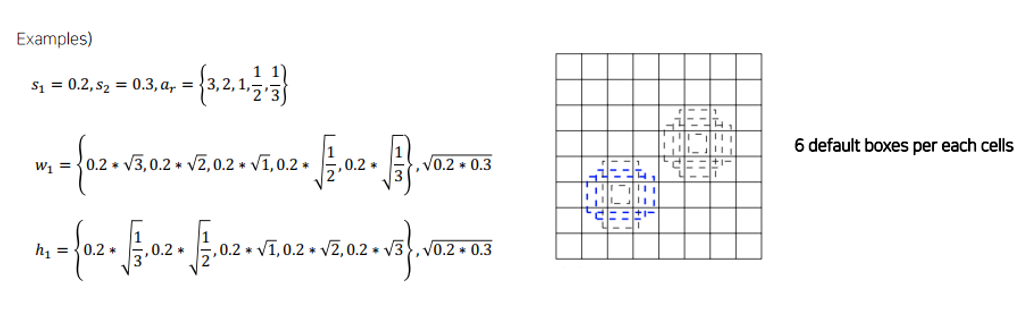 Examples)
s₁ = 0.2, s₂ = 0.3, aᵣ = {3, 2, 1, 1/2, 1/3}
w₁ = {0.2 * √3, 0.2 * √2, 0.2 * √1, 0.2 * √(1/2), 0.2 * √(1/3)}, √(0.2 * 0.3)
6 default boxes per each cells
h₁ = {0.2 * √(1/3), 0.2 * √(1/2), 0.2 * √1, 0.2 * √2, 0.2 * √3}, √(0.2 * 0.3)